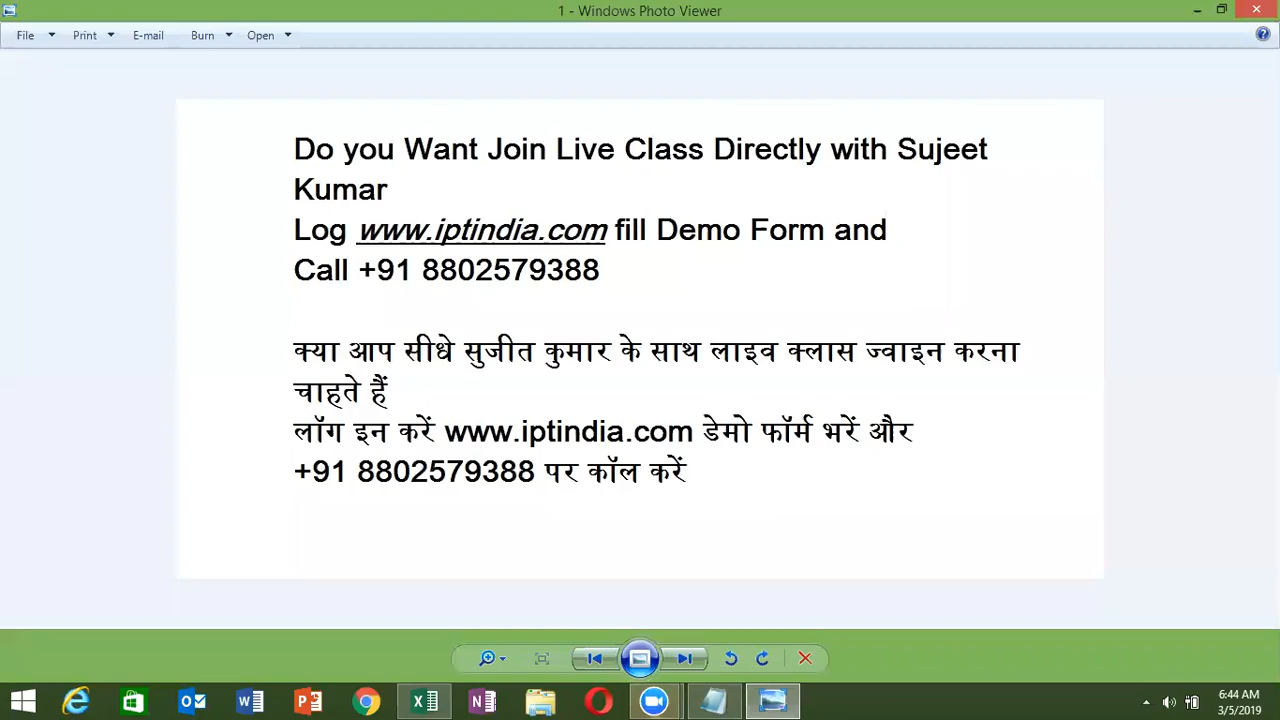 1 - Windows Photo Viewer
File Print E-mail Burn Open
Do you Want Join Live Class Directly with Sujeet
Kumar
Log www.iptindia.com fill Demo Form and
Call +91 8802579388
क्या आप सीधे सुजीत कुमार के साथ लाइव क्लास ज्वाइन करना
चाहते हैं
लॉग इन करें www.iptindia.com डेमो फॉर्म भरें और
+91 8802579388 पर कॉल करें
6:44 AM
3/5/2019